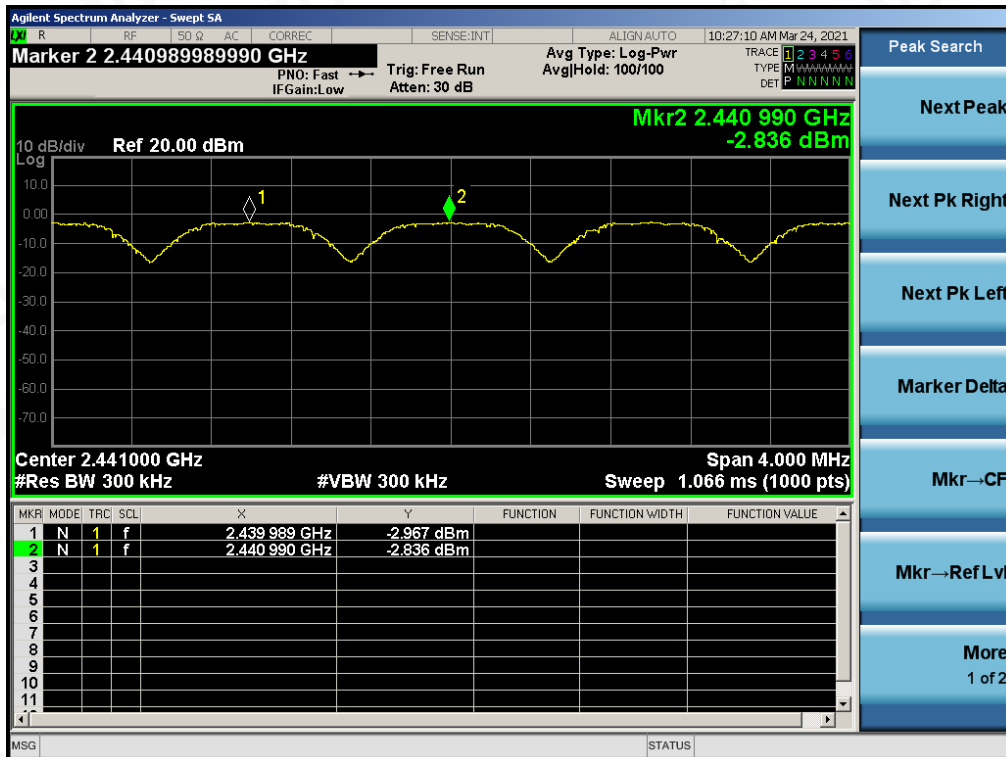 Agilent Spectrum Analyzer - Swept SA
LXI R RF 50 Ω AC CORREC SENSE:INT ALIGN AUTO 10:27:10 AM Mar 24, 2021
Marker 2 2.440989989990 GHz
PNO: Fast
IFGain:Low
Trig: Free Run
Atten: 30 dB
Avg Type: Log-Pwr
Avg|Hold: 100/100
TRACE 1 2 3 4 5 6
TYPE M
DET P N N N N N
Mkr2 2.440 990 GHz
-2.836 dBm
10 dB/div Ref 20.00 dBm
Log
10.0
0.00
-10.0
-20.0
-30.0
-40.0
-50.0
-60.0
-70.0
1
2
Center 2.441000 GHz Span 4.000 MHz
#Res BW 300 kHz #VBW 300 kHz Sweep 1.066 ms (1000 pts)
MKR MODE TRC SCL X Y FUNCTION FUNCTION WIDTH FUNCTION VALUE
1 N 1 f 2.439 989 GHz -2.967 dBm
2 N 1 f 2.440 990 GHz -2.836 dBm
3
4
5
6
7
8
9
10
11
MSG STATUS
Peak Search
Next Peak
Next Pk Right
Next Pk Left
Marker Delta
Mkr→CF
Mkr→Ref Lvl
More
1 of 2